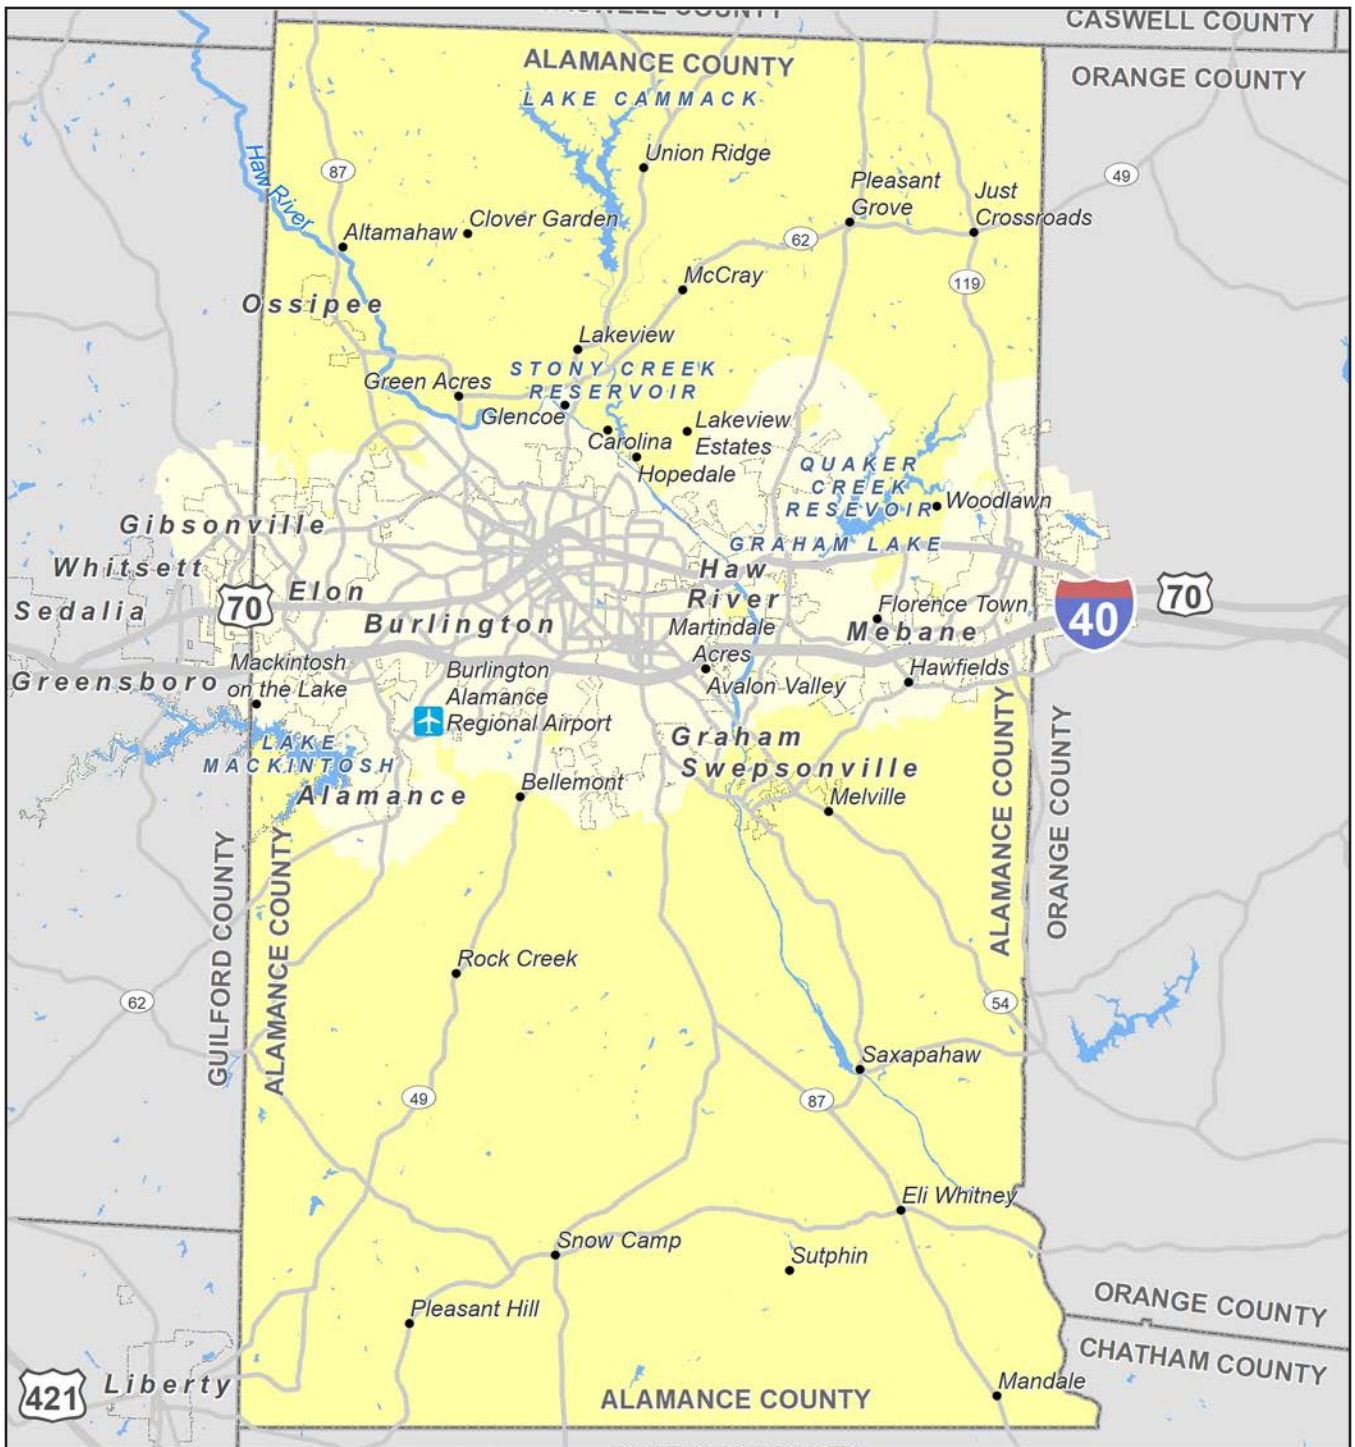 CASWELL COUNTY
CASWELL COUNTY
ALAMANCE COUNTY
ORANGE COUNTY
LAKE CAMMACK
Haw River
87
Union Ridge
49
Pleasant
Grove
Just
Crossroads
Altamahaw
Clover Garden
62
McCray
119
Ossipee
Lakeview
STONY CREEK
RESERVOIR
Green Acres
Glencoe
Carolina
Lakeview
Estates
Hopedale
QUAKER
CREEK
RESEVOIR
Woodlawn
Gibsonville
GRAHAM LAKE
Whitsett
Haw
River
Sedalia
70
Elon
Burlington
Martindale
Acres
Florence Town
Mebane
40
70
Greensboro
Mackintosh
on the Lake
Burlington
Alamance
Regional Airport
Avalon Valley
Hawfields
LAKE
MACKINTOSH
Graham
Swepsonville
Alamance
Bellemont
Melville
GUILFORD COUNTY
ALAMANCE COUNTY
ALAMANCE COUNTY
ORANGE COUNTY
Rock Creek
62
54
Saxapahaw
49
87
Eli Whitney
Snow Camp
Sutphin
Pleasant Hill
ORANGE COUNTY
CHATHAM COUNTY
421
Liberty
ALAMANCE COUNTY
Mandale